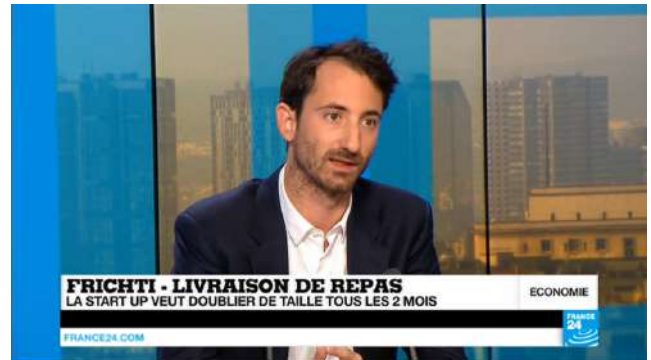 FRICHTI - LIVRAISON DE REPAS
LA START UP VEUT DOUBLIER DE TAILLE TOUS LES 2 MOIS
ECONOMIE
FRANCE
24
FRANCE24.COM